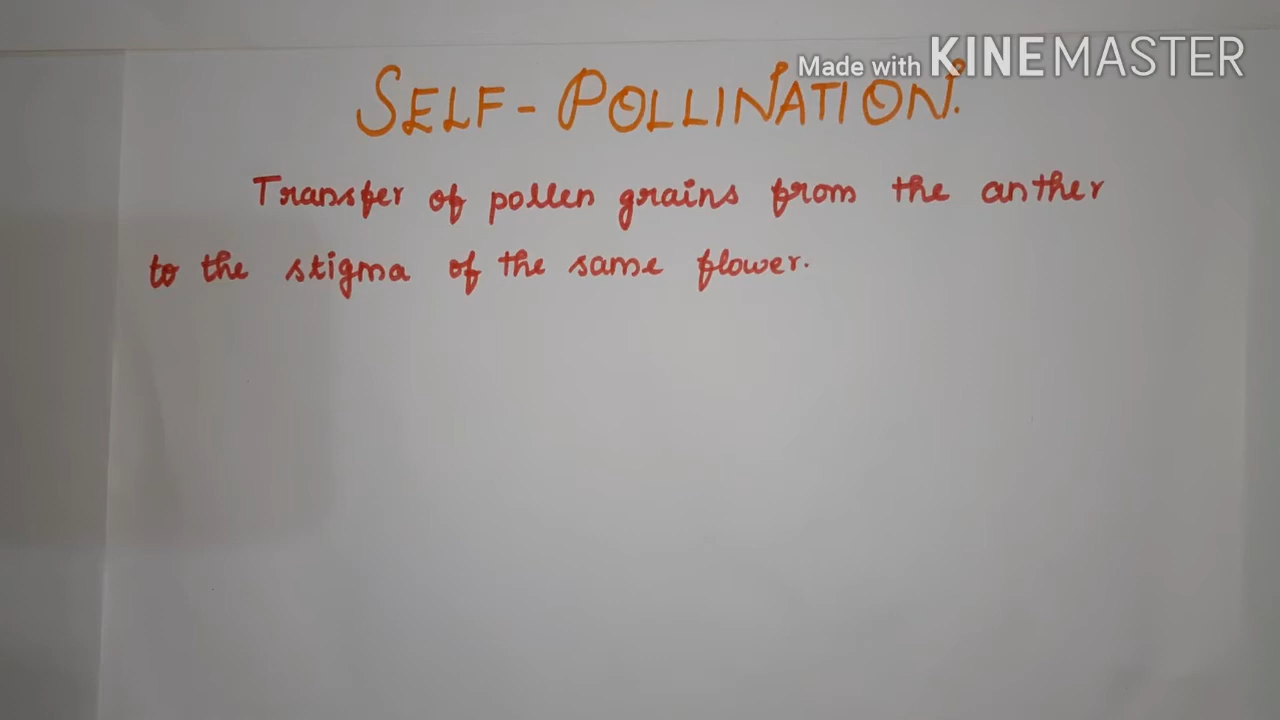 Made with KINEMASTER
SELF-POLLINATION.
Transfer of pollen grains from the anther
to the stigma of the same flower.